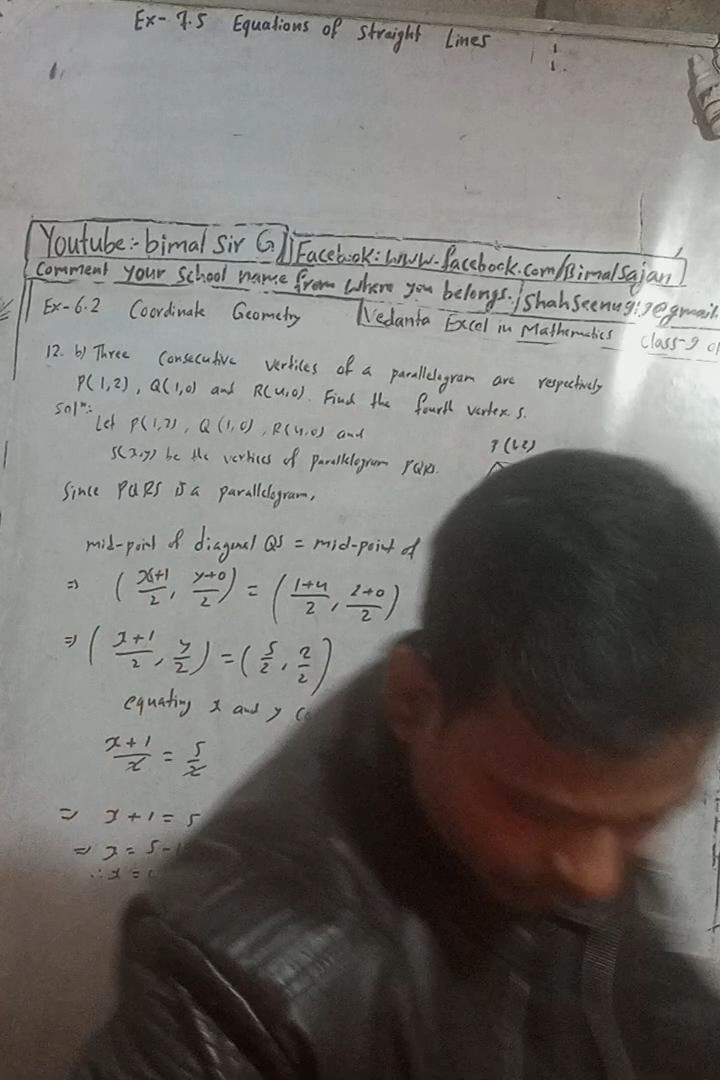 Ex- 7.5 Equations of Straight Lines
Youtube:- bimal Sir G
Facebook: www.facebook.com/Bimalsajan
Comment your School name from where you belongs.
Ex-6.2 Coordinate Geometry
Vedanta Excel in Mathematics Class-9
12. b) Three consecutive vertices of a parallelogram are respectively
P(1,2), Q(1,0) and R(4,0). Find the fourth vertex S.
Solⁿ:
Let P(1,2), Q(1,0), R(4,0) and
S(x,y) be the vertices of parallelogram PQRS.
Since PQRS is a parallelogram,
mid-point of diagonal QS = mid-point of
⇒ (x+1/2, y+0/2) = (1+4/2, 2+0/2)
⇒ (x+1/2, y/2) = (5/2, 2/2)
equating x and y
x+1/2 = 5/2
⇒ x+1 = 5
⇒ x = 5-1
∴ x =